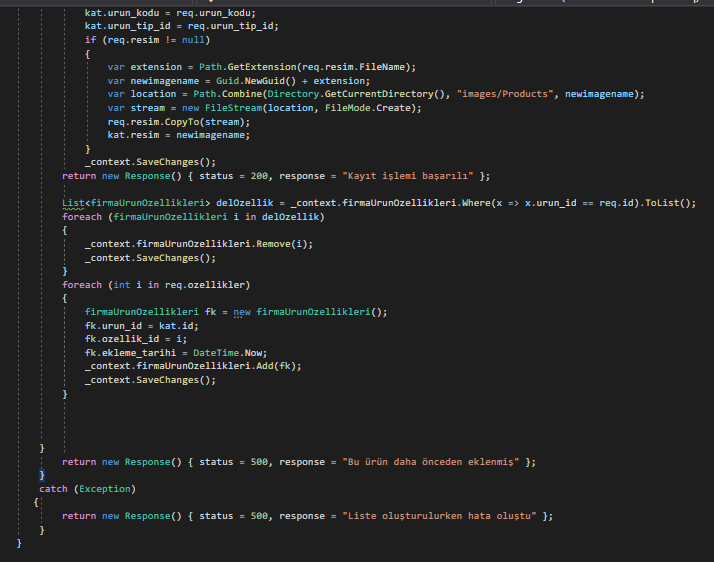 kat.urun_kodu = req.urun_kodu;
kat.urun_tip_id = req.urun_tip_id;
if (req.resim != null)
{
var extension = Path.GetExtension(req.resim.FileName);
var newimagename = Guid.NewGuid() + extension;
var location = Path.Combine(Directory.GetCurrentDirectory(), "images/Products", newimagename);
var stream = new FileStream(location, FileMode.Create);
req.resim.CopyTo(stream);
kat.resim = newimagename;
}
_context.SaveChanges();
return new Response() { status = 200, response = "Kayıt işlemi başarılı" };
List<firmaUrunOzellikleri> delOzellik = _context.firmaUrunOzellikleri.Where(x => x.urun_id == req.id).ToList();
foreach (firmaUrunOzellikleri i in delOzellik)
{
_context.firmaUrunOzellikleri.Remove(i);
_context.SaveChanges();
}
foreach (int i in req.ozellikler)
{
firmaUrunOzellikleri fk = new firmaUrunOzellikleri();
fk.urun_id = kat.id;
fk.ozellik_id = i;
fk.ekleme_tarihi = DateTime.Now;
_context.firmaUrunOzellikleri.Add(fk);
_context.SaveChanges();
}
}
return new Response() { status = 500, response = "Bu ürün daha önceden eklenmiş" };
}
catch (Exception)
{
return new Response() { status = 500, response = "Liste oluşturulurken hata oluştu" };
}
}